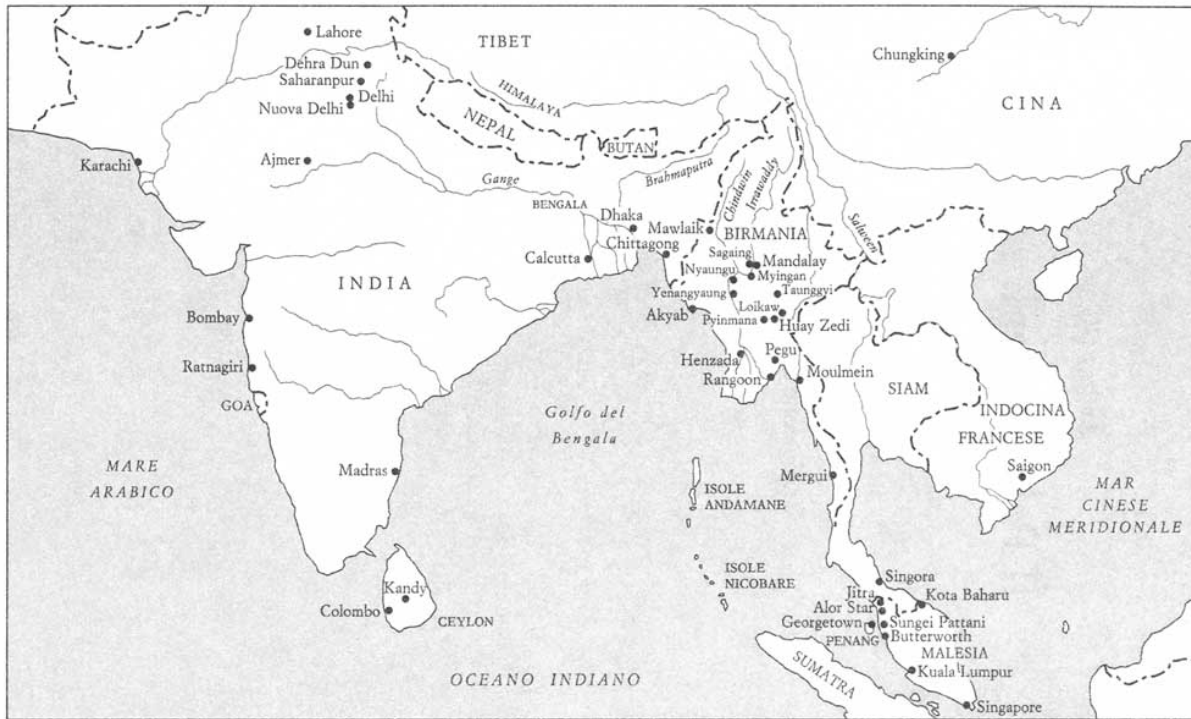 Lahore
TIBET
Chungking
Dehra Dun
Saharanpur
Delhi
Nuova Delhi
HIMALAYA
CINA
NEPAL
BUTAN
Karachi
Ajmer
Gange
Brahmaputra
Chindwin
Irrawaddy
Salween
BENGALA
Dhaka
Chittagong
Mawlaik
BIRMANIA
Calcutta
Sagaing
Mandalay
Nyaungu
Myingan
INDIA
Yenangyaung
Taunggyi
Loikaw
Akyab
Pyinmana
Huay Zedi
Bombay
Henzada
Pegu
Ratnagiri
Rangoon
Moulmein
SIAM
GOA
Golfo del
Bengala
INDOCINA
FRANCESE
MARE
ARABICO
Madras
Mergui
Saigon
ISOLE
ANDAMANE
MAR
CINESE
MERIDIONALE
ISOLE
NICOBARE
Singora
Kandy
Jitra
Kota Baharu
Colombo
Alor Star
CEYLON
Georgetown
Sungei Pattani
PENANG
Butterworth
MALESIA
SUMATRA
Kuala Lumpur
OCEANO INDIANO
Singapore